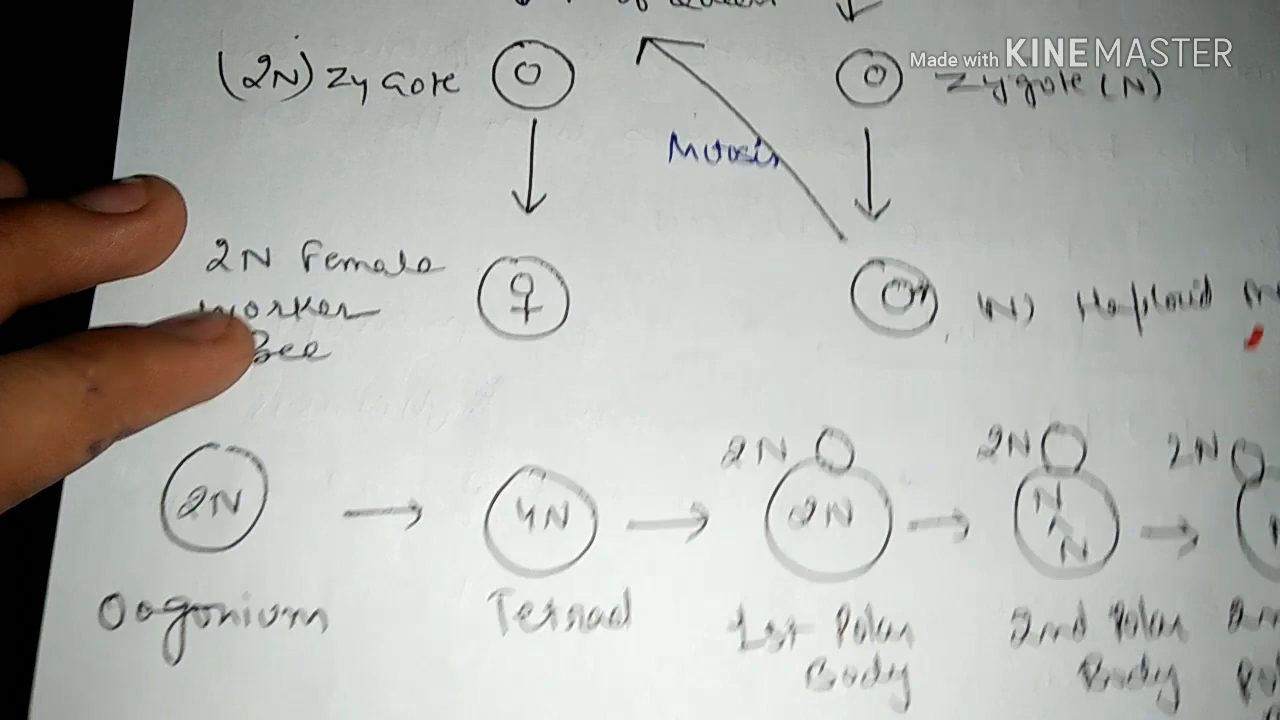 Made with KINEMASTER
(2N) Zygote
Zygote (N)
2N Female
worker
Bee
(N) Haploid
2N
4N
2N
2N
2N
N
N
2N
Oogonium
Tetrad
1st Polar
Body
2nd Polar
Body